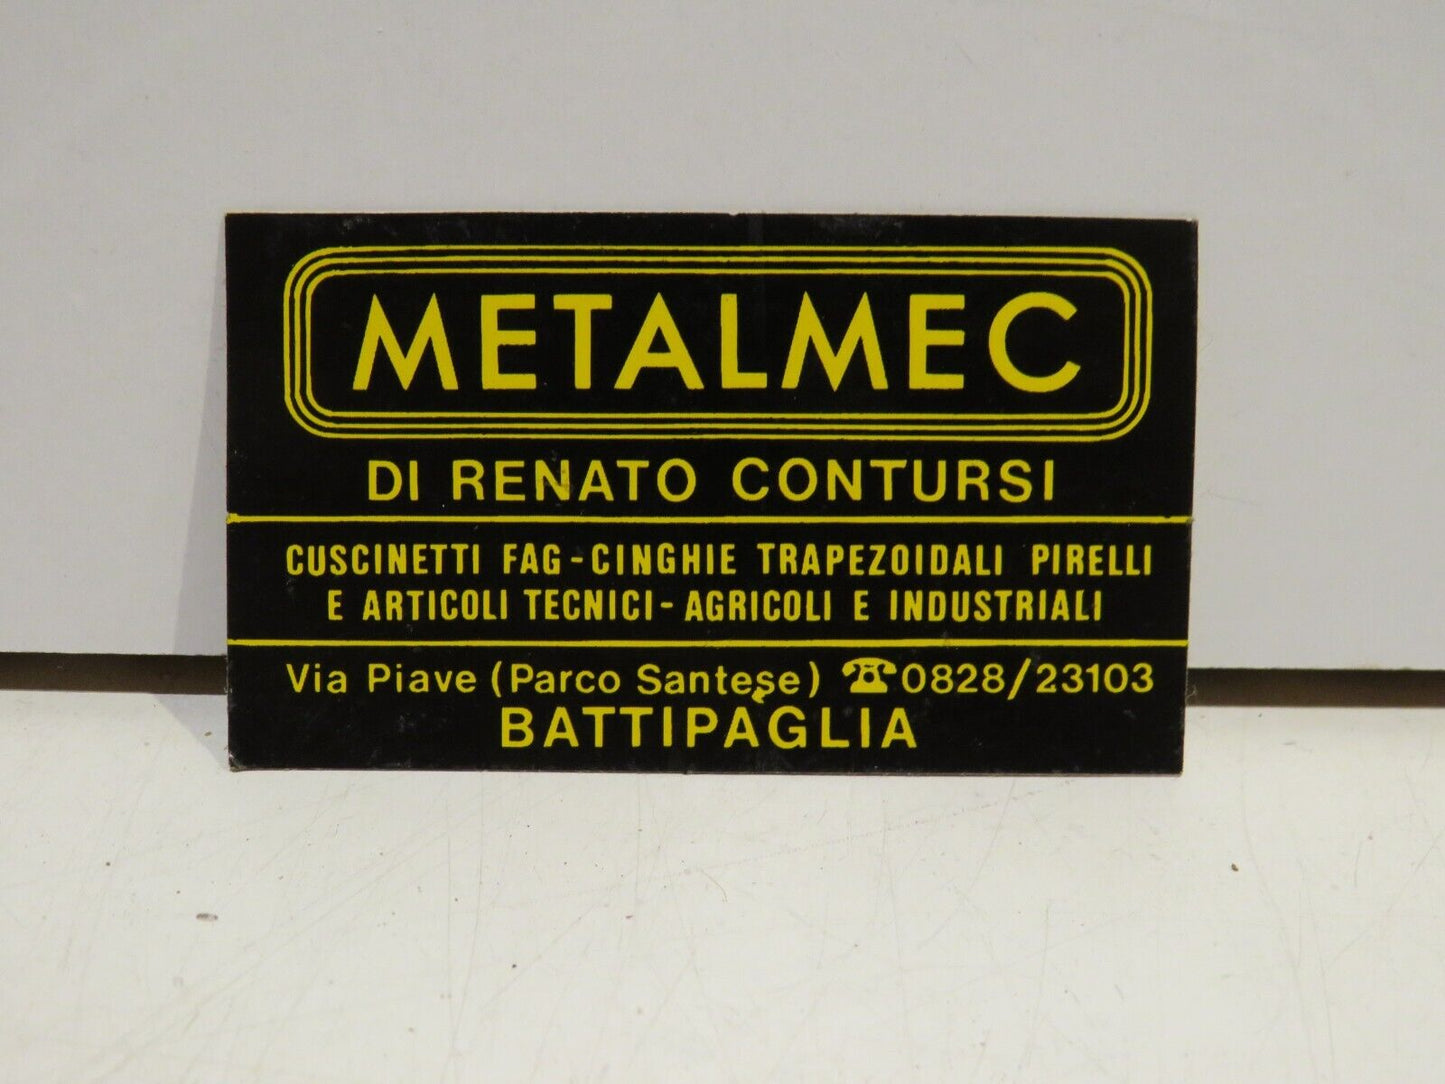 METALMEC
DI RENATO CONTURSI
CUSCINETTI FAG-CINGHIE TRAPEZOIDALI PIRELLI
E ARTICOLI TECNICI-AGRICOLI E INDUSTRIALI
Via Piave (Parco Santese) ☎0828/23103
BATTIPAGLIA